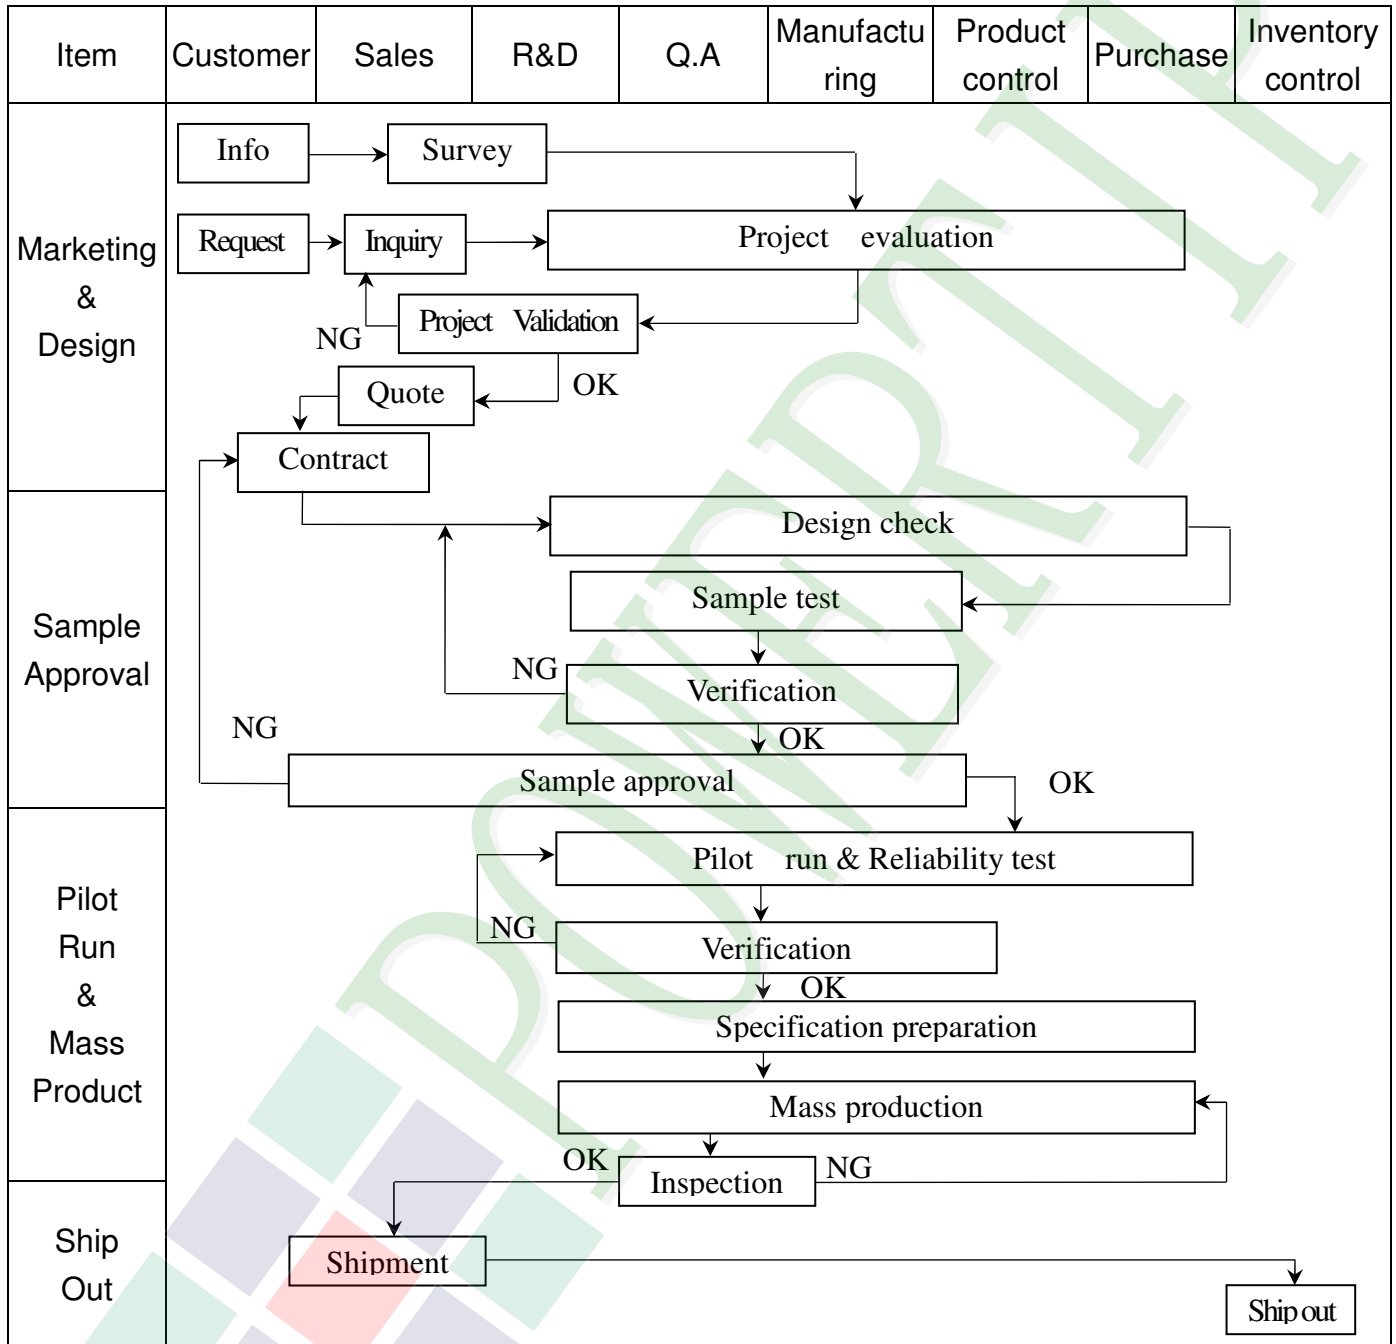 Item
Customer
Sales
R&D
Q.A
Manufactu
ring
Product
control
Purchase
Inventory
control
Marketing
&
Design
Info
Survey
Request
Inquiry
Project evaluation
NG
Project Validation
OK
Quote
Contract
Sample
Approval
Design check
Sample test
NG
Verification
NG
OK
Sample approval
OK
Pilot
Run
&
Mass
Product
Pilot run & Reliability test
NG
Verification
OK
Specification preparation
Mass production
OK
Inspection
NG
Ship
Out
Shipment
Ship out
POWERTIP